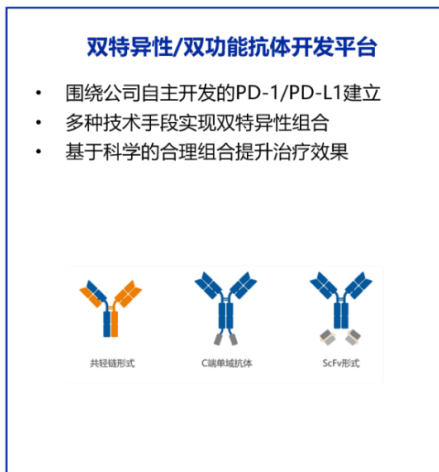 双特异性/双功能抗体开发平台
• 围绕公司自主开发的PD-1/PD-L1建立
• 多种技术手段实现双特异性组合
• 基于科学的合理组合提升治疗效果
共轻链形式 C端单域抗体 ScFv形式